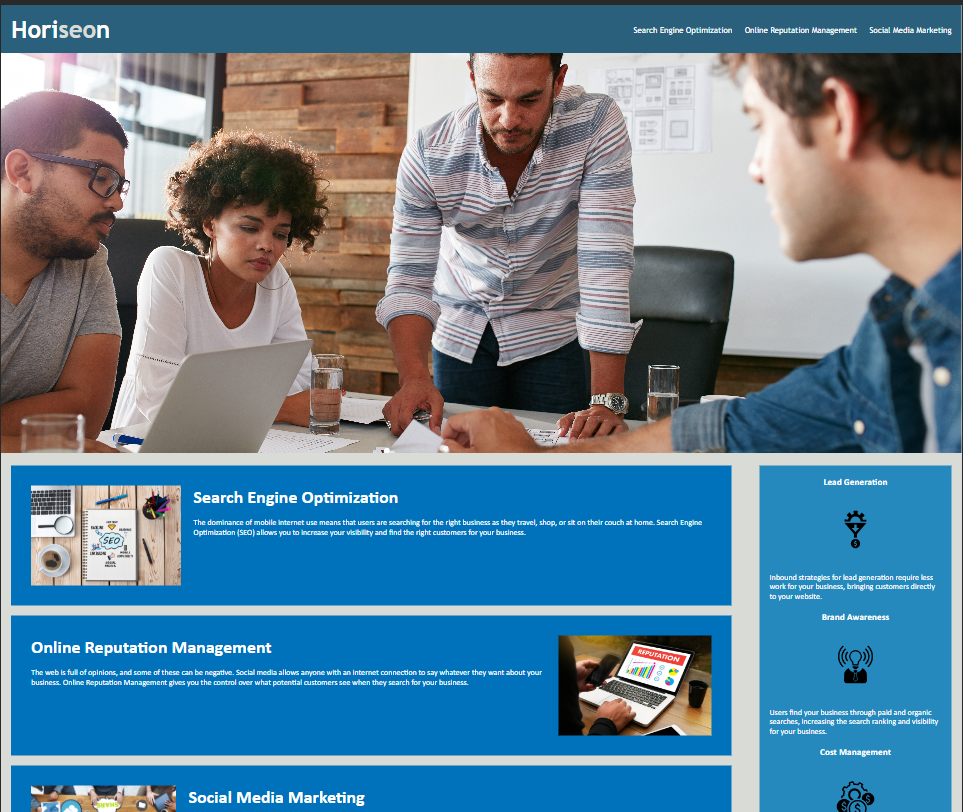 Horiseon
Search Engine Optimization Online Reputation Management Social Media Marketing
Search Engine Optimization
The dominance of mobile internet use means that users are searching for the right business as they travel, shop, or sit on their couch at home. Search Engine
Optimization (SEO) allows you to increase your visibility and find the right customers for your business.
SEO
Online Reputation Management
The web is full of opinions, and some of these can be negative. Social media allows anyone with an internet connection to say whatever they want about your
business. Online Reputation Management gives you the control over what potential customers see when they search for your business.
REPUTATION
Social Media Marketing
SHARE
Lead Generation
Inbound strategies for lead generation require less
work for your business, bringing customers directly
to your website.
Brand Awareness
Users find your business through paid and organic
searches, increasing the search ranking and visibility
for your business.
Cost Management